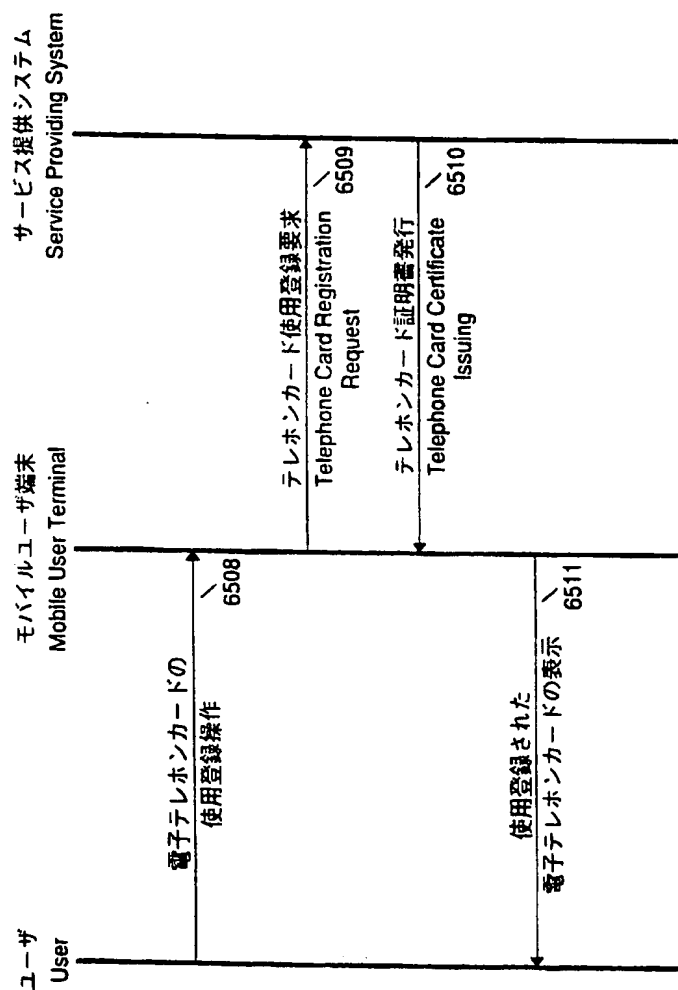 ユーザ
User
モバイルユーザ端末
Mobile User Terminal
サービス提供システム
Service Providing System
電子テレホンカードの
使用登録操作
6508
テレホンカード使用登録要求
6509
Telephone Card Registration
Request
テレホンカード証明書発行
6510
Telephone Card Certificate
Issuing
使用登録された
電子テレホンカードの表示
6511